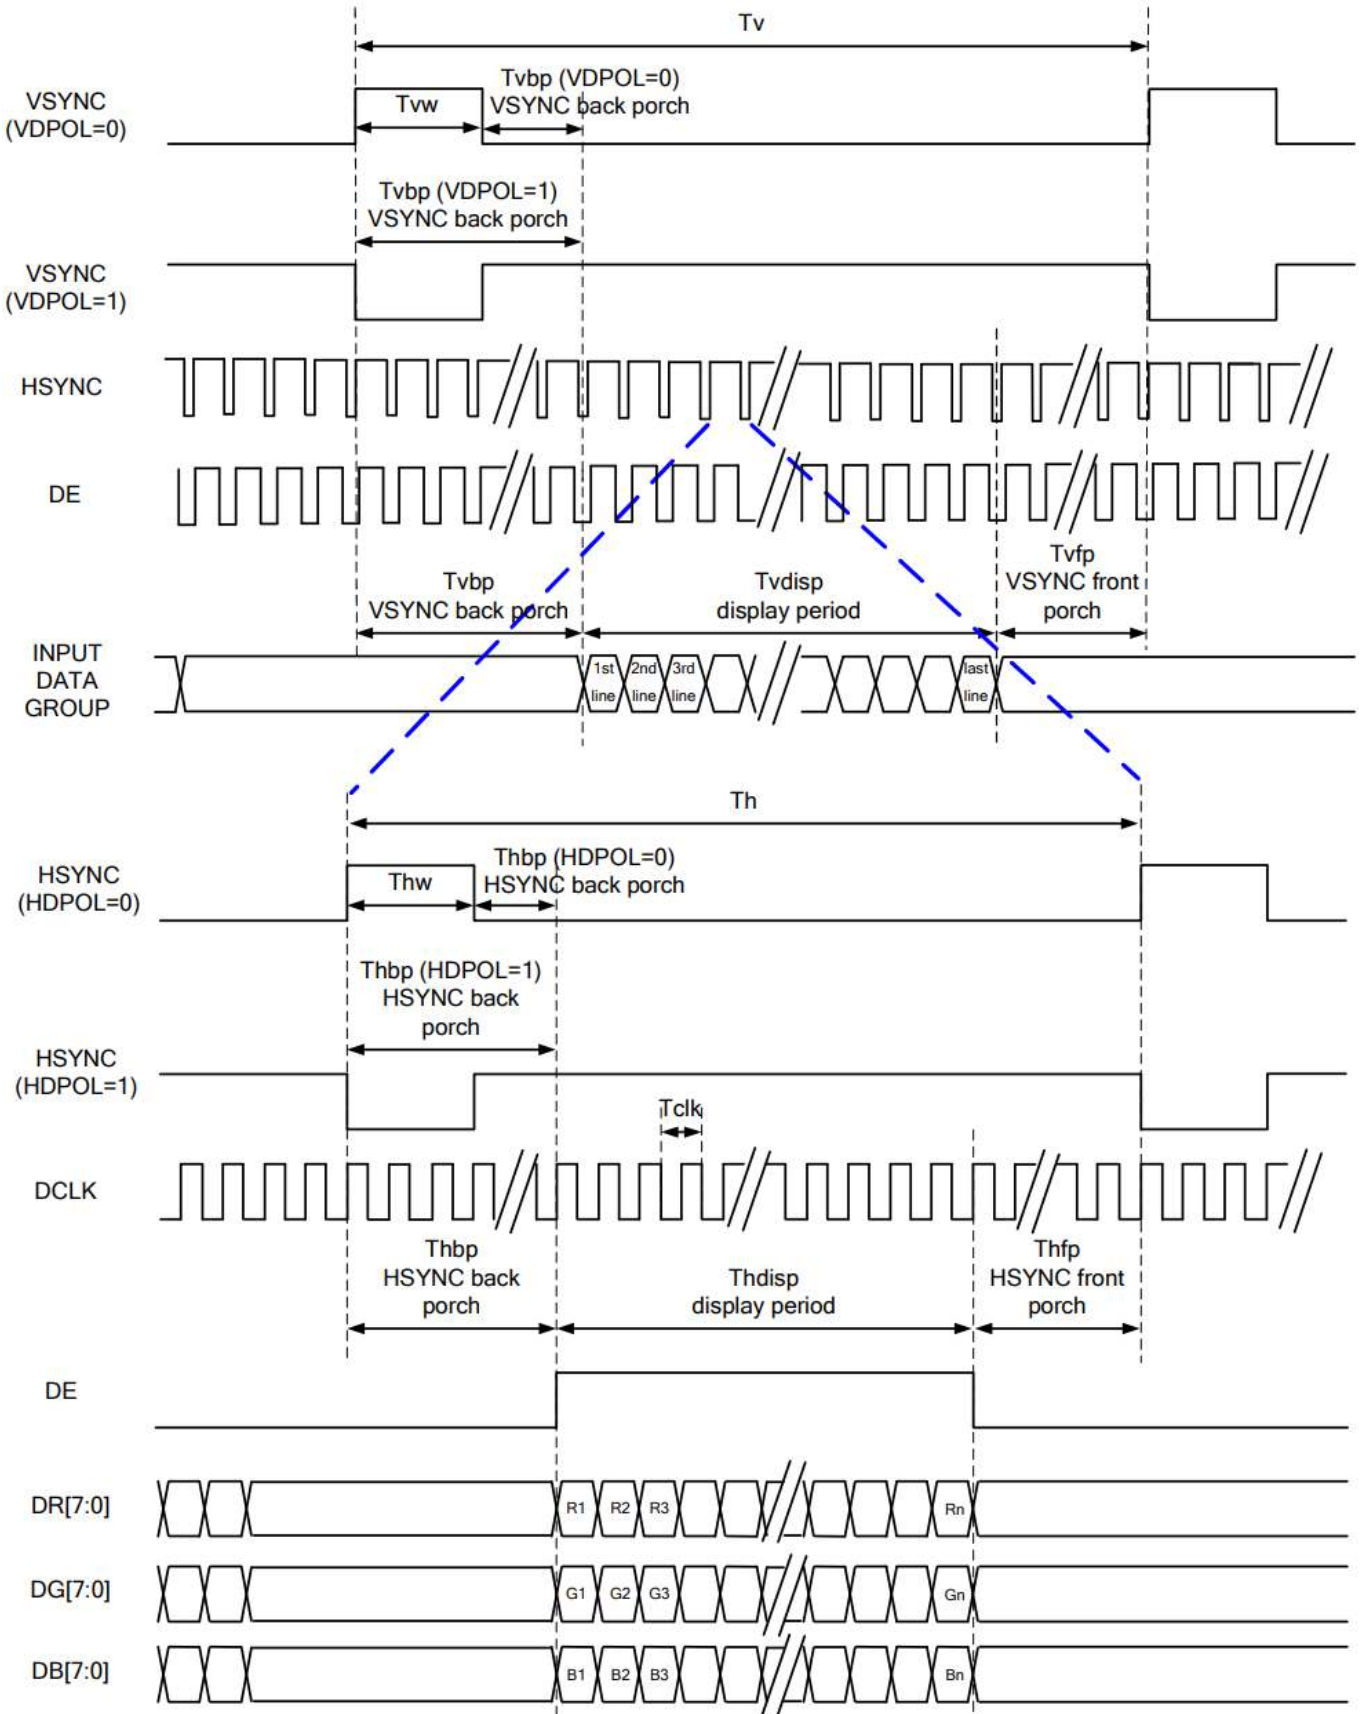 Tv
Tvbp (VDPOL=0)
VSYNC back porch
Tvw
VSYNC
(VDPOL=0)
Tvbp (VDPOL=1)
VSYNC back porch
VSYNC
(VDPOL=1)
HSYNC
DE
Tvbp
VSYNC back porch
Tvdisp
display period
Tvfp
VSYNC front
porch
INPUT
DATA
GROUP
1st
line
2nd
line
3rd
line
last
line
Th
Thbp (HDPOL=0)
HSYNC back porch
Thw
HSYNC
(HDPOL=0)
Thbp (HDPOL=1)
HSYNC back
porch
HSYNC
(HDPOL=1)
Tclk
DCLK
Thbp
HSYNC back
porch
Thdisp
display period
Thfp
HSYNC front
porch
DE
DR[7:0]
R1 R2 R3 Rn
DG[7:0]
G1 G2 G3 Gn
DB[7:0]
B1 B2 B3 Bn